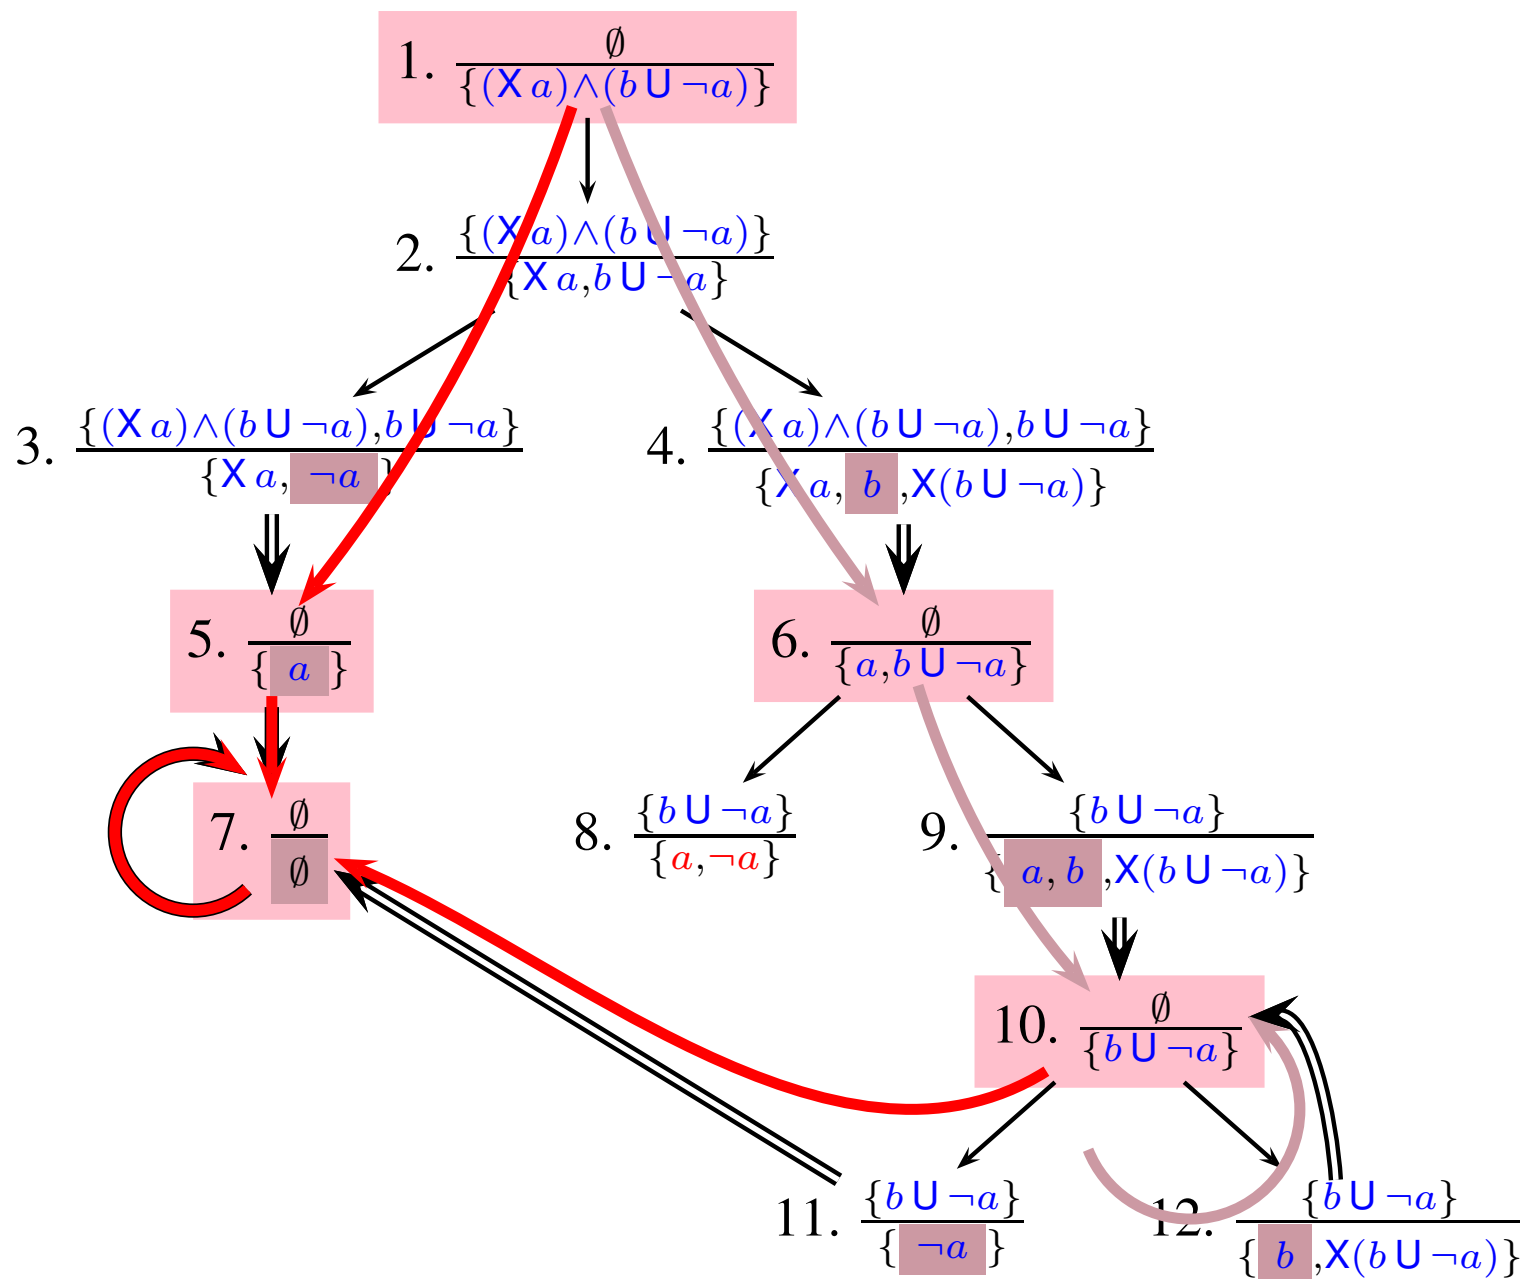 1. ∅
{(X a)∧(b U ¬a)}
2. {(X a)∧(b U ¬a)}
{X a,b U ¬a}
3. {(X a)∧(b U ¬a),b U ¬a}
{X a, ¬a }
4. {(X a)∧(b U ¬a),b U ¬a}
{X a, b ,X(b U ¬a)}
5. ∅
{ a }
6. ∅
{a,b U ¬a}
7. ∅
∅
8. {b U ¬a}
{a,¬a}
9. {b U ¬a}
{ a, b ,X(b U ¬a)}
10. ∅
{b U ¬a}
11. {b U ¬a}
{ ¬a }
12. {b U ¬a}
{ b ,X(b U ¬a)}